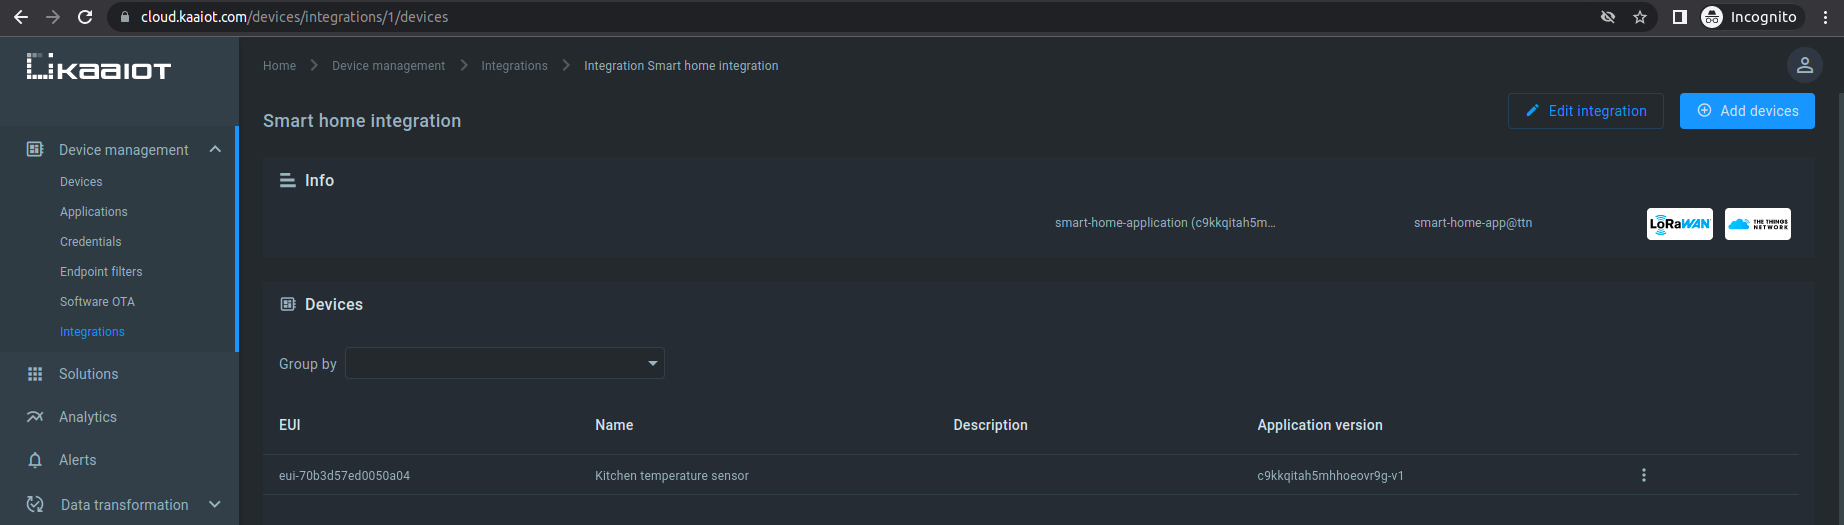 cloud.kaaiot.com/devices/integrations/1/devices
Incognito
KAAIOT
Home
Device management
Integrations
Integration Smart home integration
Smart home integration
Edit integration
Add devices
Device management
Devices
Applications
Credentials
Endpoint filters
Software OTA
Integrations
Solutions
Analytics
Alerts
Data transformation
Info
smart-home-application (c9kkqitah5m...
smart-home-app@ttn
LoRaWAN
THE THINGS
NETWORK
Devices
Group by
EUI Name Description Application version
eui-70b3d57ed0050a04 Kitchen temperature sensor c9kkqitah5mhhoeovr9g-v1